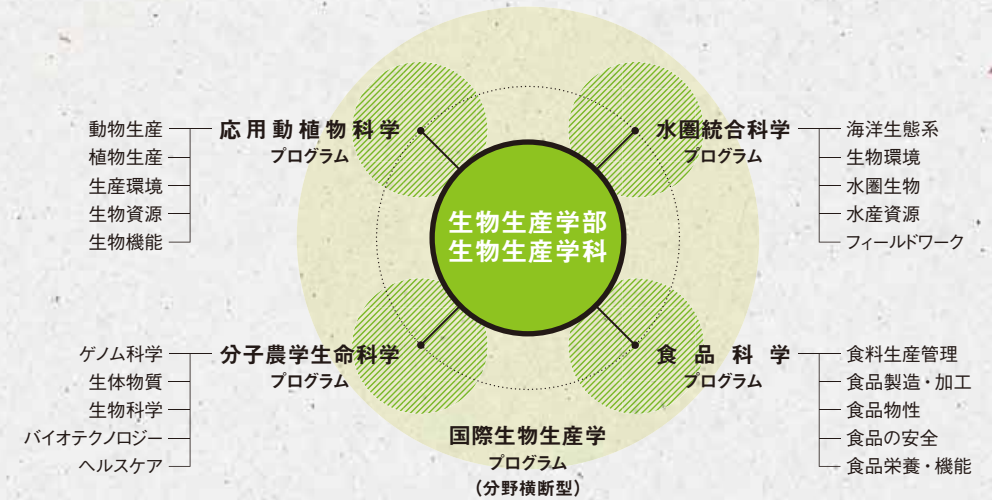 応用動植物科学
プログラム
動物生産
植物生産
生産環境
生物資源
生物機能
水圏統合科学
プログラム
海洋生態系
生物環境
水圏生物
水産資源
フィールドワーク
生物生産学部
生物生産学科
分子農学生命科学
プログラム
ゲノム科学
生体物質
生物科学
バイオテクノロジー
ヘルスケア
食品科学
プログラム
食料生産管理
食品製造・加工
食品物性
食品の安全
食品栄養・機能
国際生物生産学
プログラム
（分野横断型）